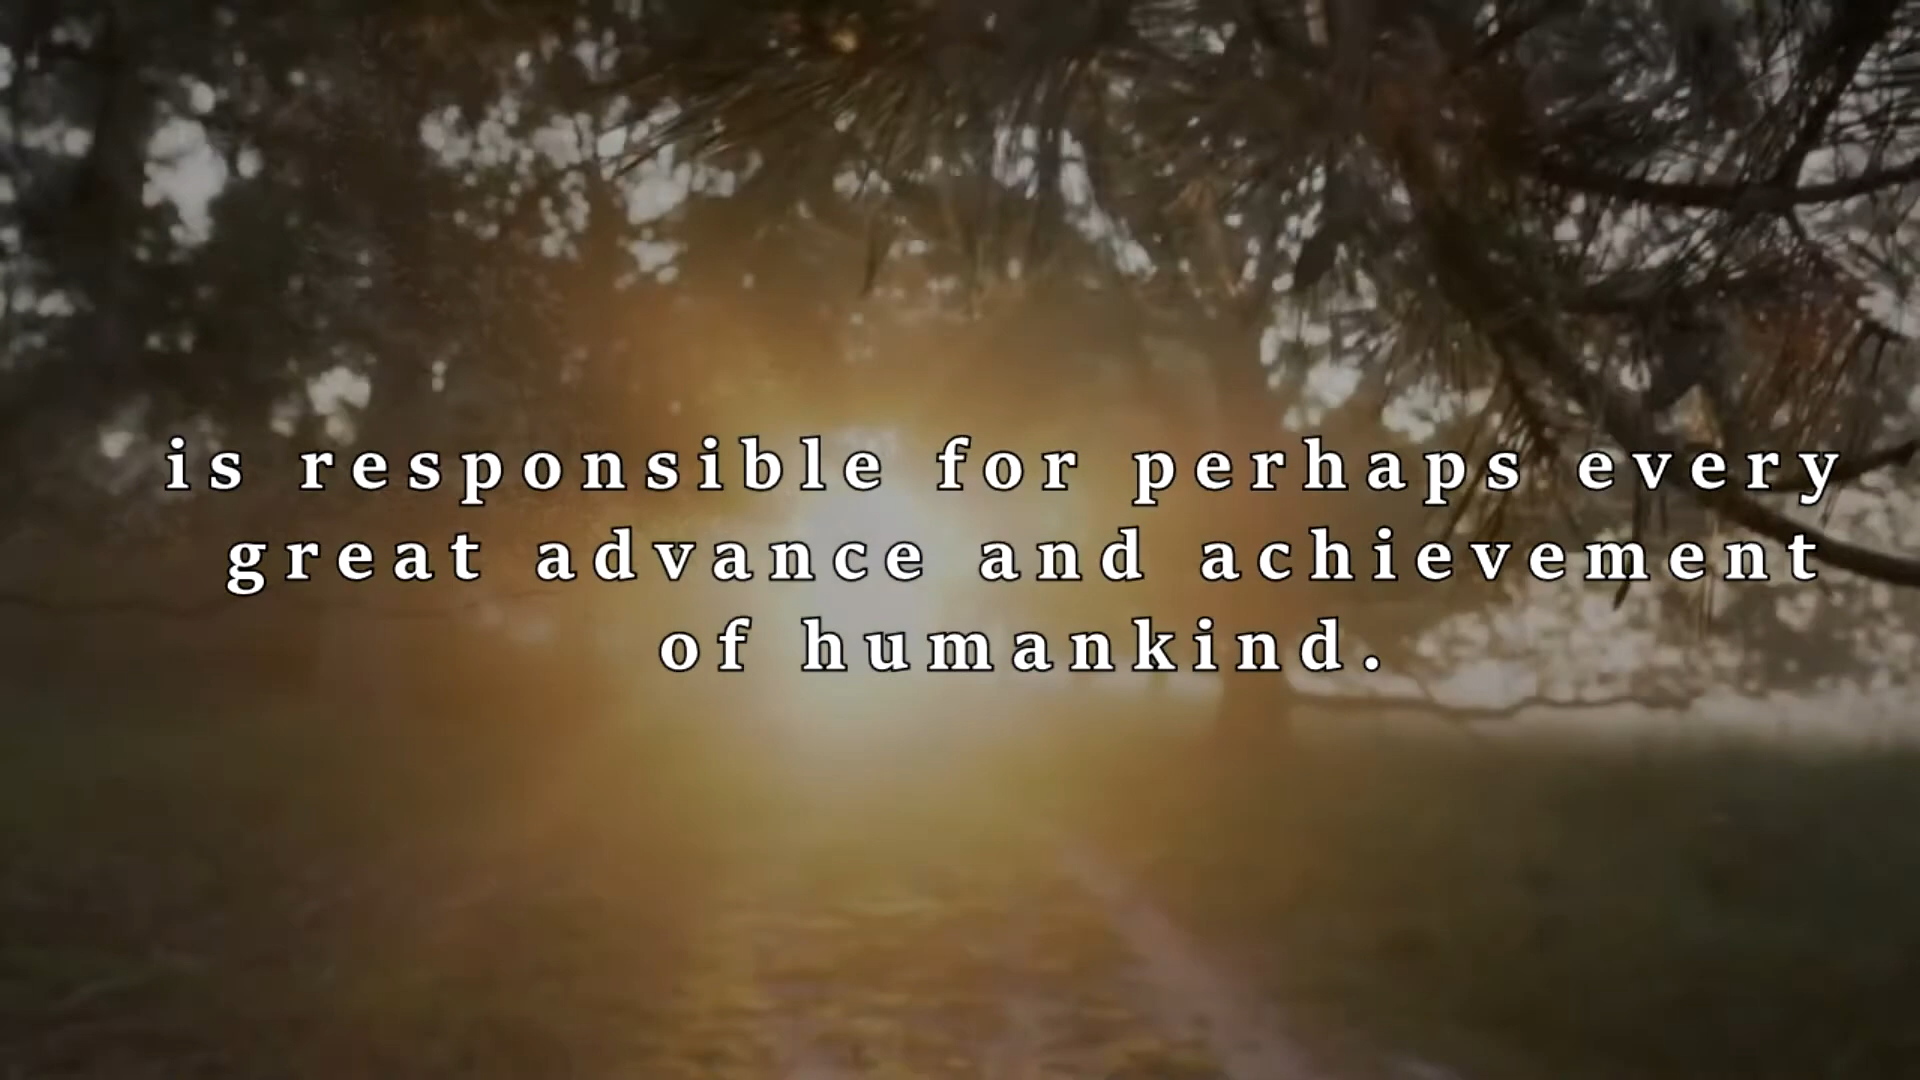 is responsible for perhaps every
great advance and achievement
of humankind.